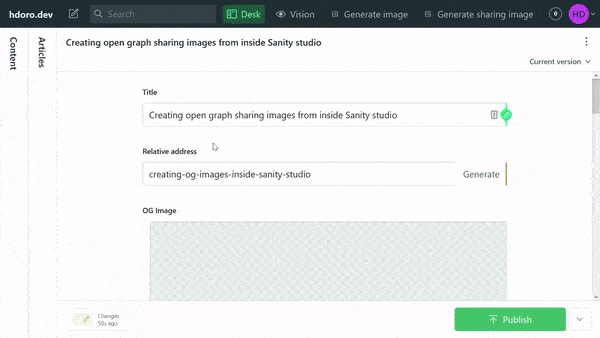 hdoro.dev
Search
Desk
Vision
Generate image
Generate sharing image
0
HD
Content
Articles
Creating open graph sharing images from inside Sanity studio
Current version
Title
Creating open graph sharing images from inside Sanity studio
Relative address
creating-og-images-inside-sanity-studio
Generate
OG Image
Changes
50s ago
Publish